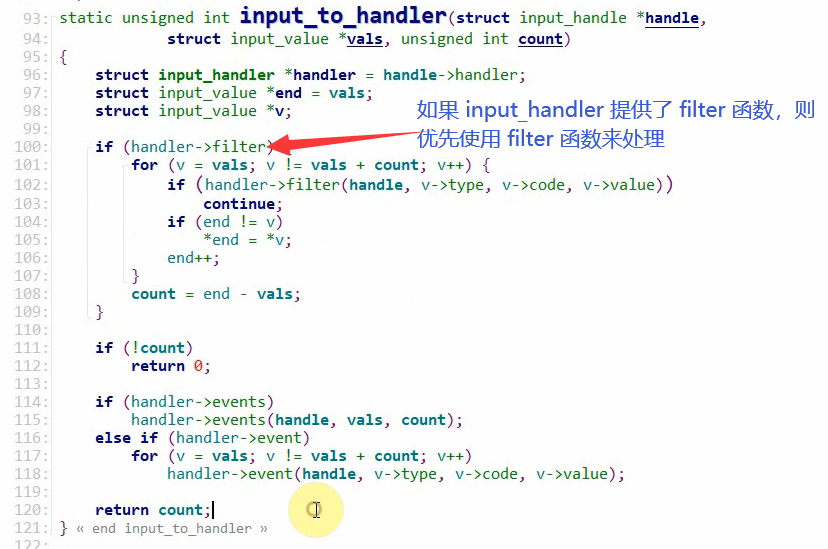 93: static unsigned int input_to_handler(struct input_handle *handle,
94:             struct input_value *vals, unsigned int count)
95: {
96:     struct input_handler *handler = handle->handler;
97:     struct input_value *end = vals;
98:     struct input_value *v;
如果 input_handler 提供了 filter 函数，则
优先使用 filter 函数来处理
99:
100:     if (handler->filter)
101:         for (v = vals; v != vals + count; v++) {
102:             if (handler->filter(handle, v->type, v->code, v->value))
103:                 continue;
104:             if (end != v)
105:                 *end = *v;
106:             end++;
107:         }
108:         count = end - vals;
109:     }
110:
111:     if (!count)
112:         return 0;
113:
114:     if (handler->events)
115:         handler->events(handle, vals, count);
116:     else if (handler->event)
117:         for (v = vals; v != vals + count; v++)
118:             handler->event(handle, v->type, v->code, v->value);
119:
120:     return count;
121: } « end input_to_handler »
122: